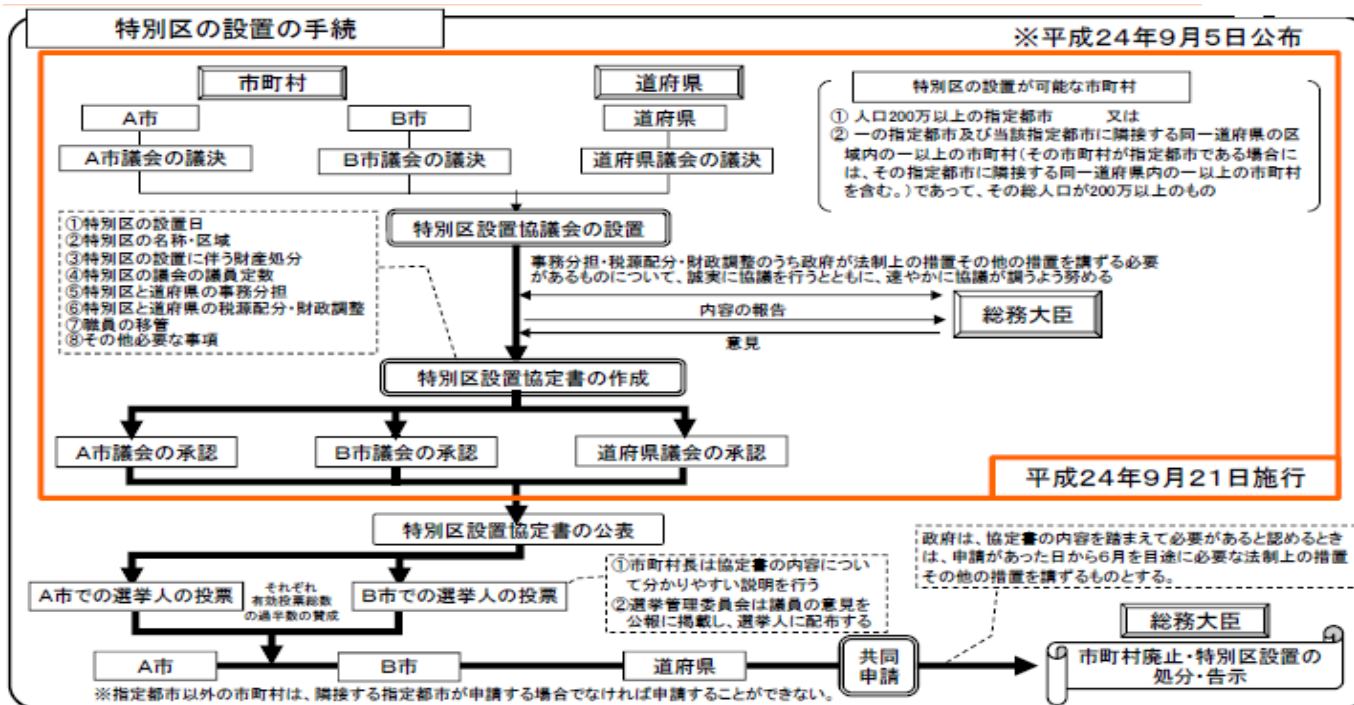 特別区の設置の手続
※平成24年9月5日公布
市町村
道府県
特別区の設置が可能な市町村
① 人口200万以上の指定都市 又は
② 一の指定都市及び当該指定都市に隣接する同一道府県の区
域内の一以上の市町村(その市町村が指定都市である場合に
は、その指定都市に隣接する同一道府県内の一以上の市町村
を含む。)であって、その総人口が200万以上のもの
A市
B市
道府県
A市議会の議決
B市議会の議決
道府県議会の議決
特別区設置協議会の設置
①特別区の設置日
②特別区の名称・区域
③特別区の設置に伴う財産処分
④特別区の議会の議員定数
⑤特別区と道府県の事務分担
⑥特別区と道府県の税源配分・財政調整
⑦職員の移管
⑧その他必要な事項
事務分担・税源配分・財政調整のうち政府が法制上の措置その他の措置を講ずる必要
があるものについて、誠実に協議を行うとともに、速やかに協議が調うよう努める
内容の報告
意見
総務大臣
特別区設置協定書の作成
A市議会の承認
B市議会の承認
道府県議会の承認
平成24年9月21日施行
特別区設置協定書の公表
A市での選挙人の投票
それぞれ
有効投票総数
の過半数の賛成
B市での選挙人の投票
①市町村長は協定書の内容につい
て分かりやすい説明を行う
②選挙管理委員会は議員の意見を
公報に掲載し、選挙人に配布する
政府は、協定書の内容を踏まえて必要があると認めるとき
は、申請があった日から6月を目途に必要な法制上の措置
その他の措置を講ずるものとする。
A市
B市
道府県
共同
申請
総務大臣
市町村廃止・特別区設置の
処分・告示
※指定都市以外の市町村は、隣接する指定都市が申請する場合でなければ申請することができない。